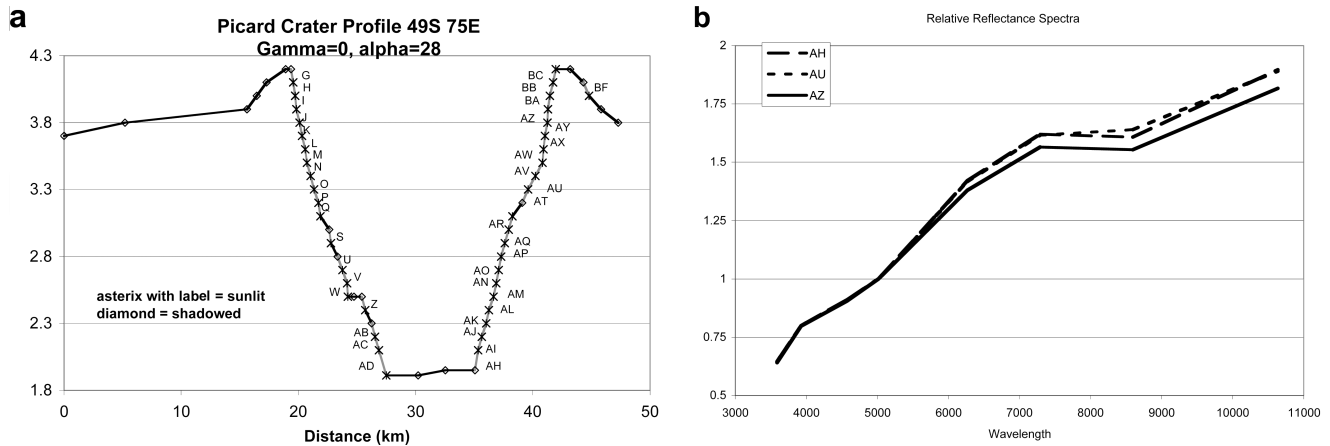 a
Picard Crater Profile 49S 75E
Gamma=0, alpha=28
4.3
3.8
3.3
2.8
2.3
1.8
G
H
I
J
K
L
M
N
O
P
Q
S
U
V
W
Z
AB
AC
AD
BC
BB
BA
AZ
BF
AY
AX
AW
AV
AU
AT
AR
AQ
AP
AO
AN
AM
AL
AK
AJ
AI
AH
asterix with label = sunlit
diamond = shadowed
0 10 20 30 40 50
Distance (km)
b
Relative Reflectance Spectra
2
1.75
1.5
1.25
1
0.75
0.5
AH
AU
AZ
3000 4000 5000 6000 7000 8000 9000 10000 11000
Wavelength